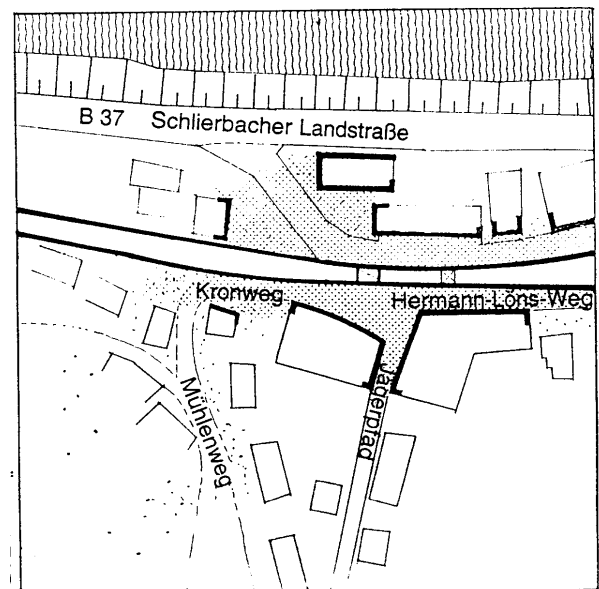 B 37 Schlierbacher Landstraße
Kronweg
Hermann-Löns-Weg
Mühlenweg
Jägerpfad